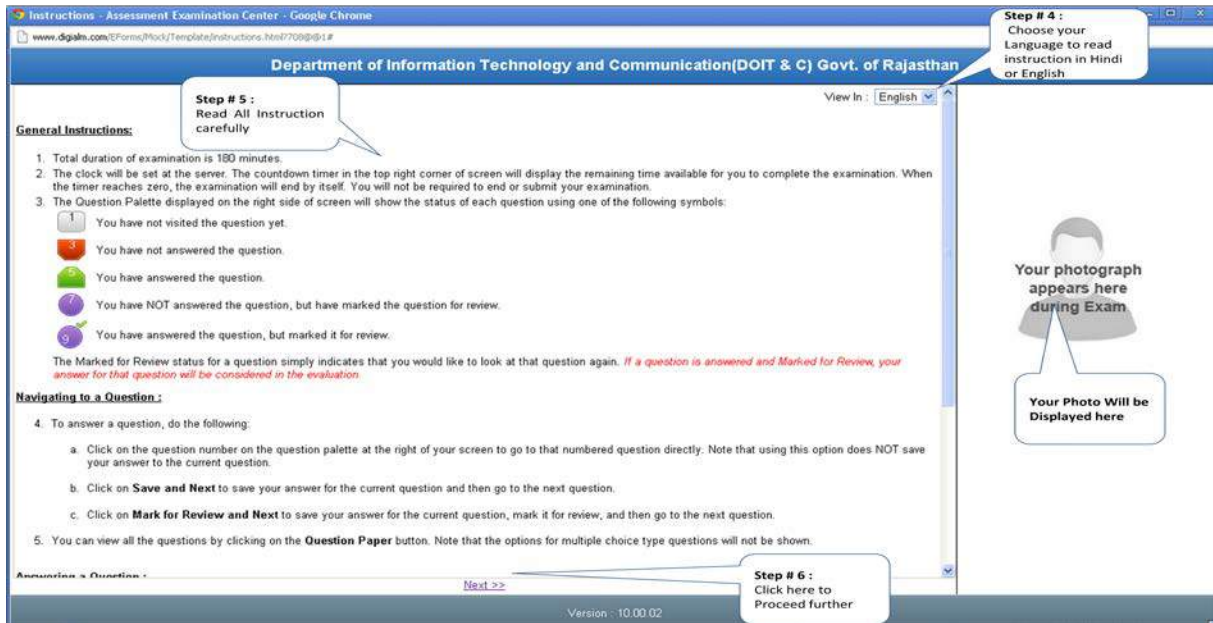 Instructions - Assessment Examination Center - Google Chrome
www.digialm.com/EForms/Mock/Template/instructions.html?708@@1#
Department of Information Technology and Communication(DOIT & C) Govt. of Rajasthan
Step # 4 :
Choose your
Language to read
instruction in Hindi
or English
View In : English
Step # 5 :
Read All Instruction
carefully
General Instructions:
1. Total duration of examination is 180 minutes.
2. The clock will be set at the server. The countdown timer in the top right corner of screen will display the remaining time available for you to complete the examination. When
the timer reaches zero, the examination will end by itself. You will not be required to end or submit your examination.
3. The Question Palette displayed on the right side of screen will show the status of each question using one of the following symbols:
1 You have not visited the question yet.
3 You have not answered the question.
5 You have answered the question.
7 You have NOT answered the question, but have marked the question for review.
9 You have answered the question, but marked it for review.
The Marked for Review status for a question simply indicates that you would like to look at that question again. If a question is answered and Marked for Review, your
answer for that question will be considered in the evaluation.
Navigating to a Question :
4. To answer a question, do the following:
a. Click on the question number on the question palette at the right of your screen to go to that numbered question directly. Note that using this option does NOT save
your answer to the current question.
b. Click on Save and Next to save your answer for the current question and then go to the next question.
c. Click on Mark for Review and Next to save your answer for the current question, mark it for review, and then go to the next question.
5. You can view all the questions by clicking on the Question Paper button. Note that the options for multiple choice type questions will not be shown.
Answering a Question :
Next >>
Step # 6 :
Click here to
Proceed further
Version : 10.00.02
Your photograph
appears here
during Exam
Your Photo Will be
Displayed here